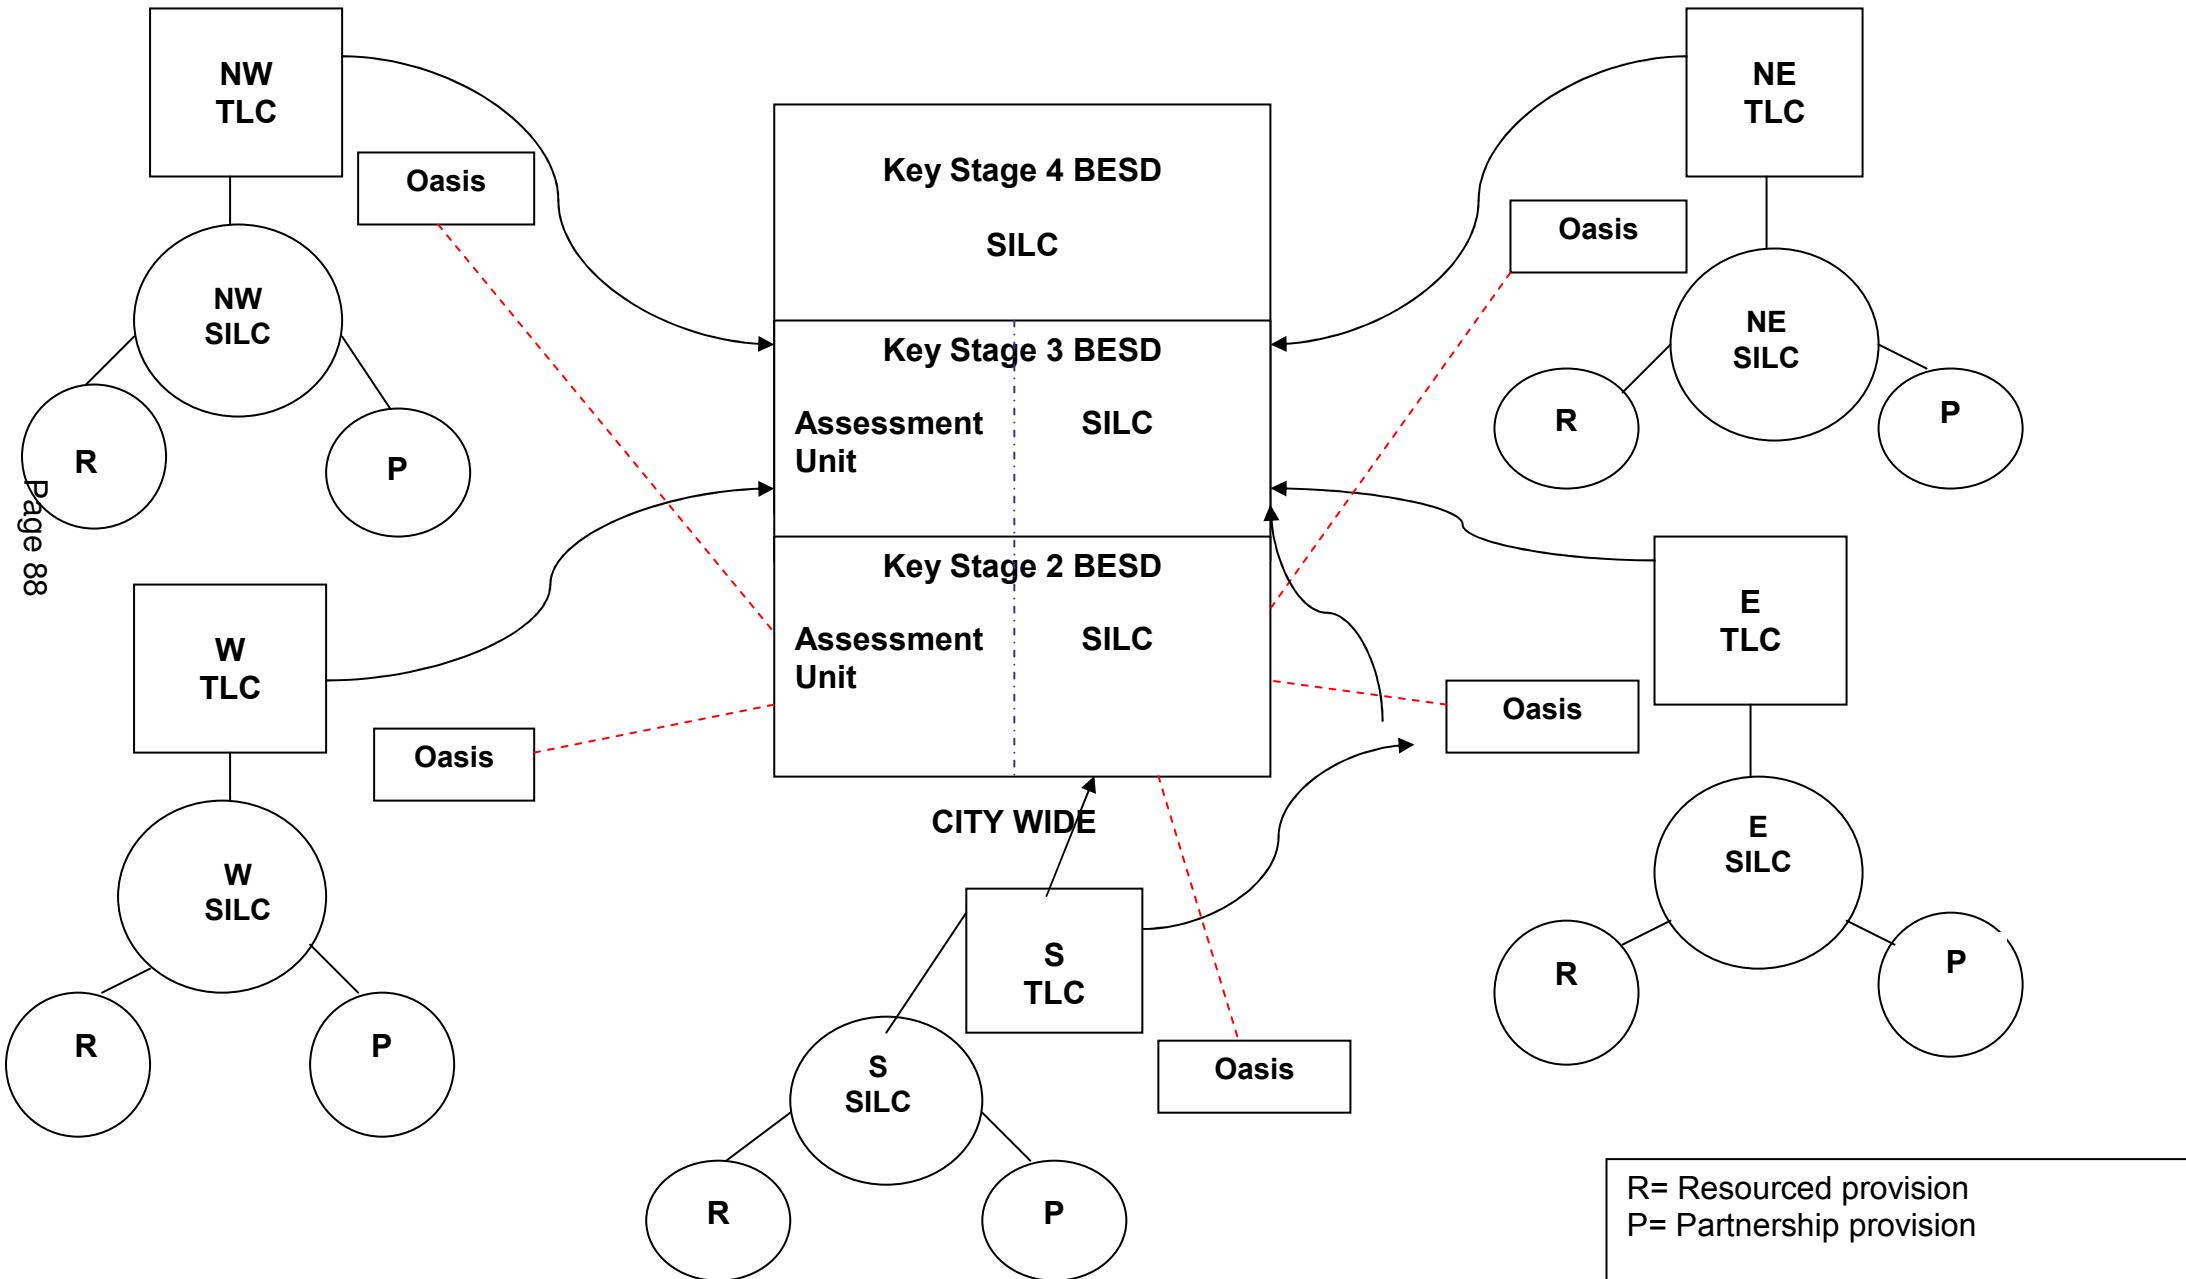 NW
TLC
Oasis
NW
SILC
R
P
Page 88
W
TLC
Oasis
W
SILC
R
P
Key Stage 4 BESD
SILC
Key Stage 3 BESD
Assessment
Unit
SILC
Key Stage 2 BESD
Assessment
Unit
SILC
CITY WIDE
S
TLC
Oasis
S
SILC
R
P
NE
TLC
Oasis
NE
SILC
R
P
E
TLC
Oasis
E
SILC
R
P
R= Resourced provision
P= Partnership provision